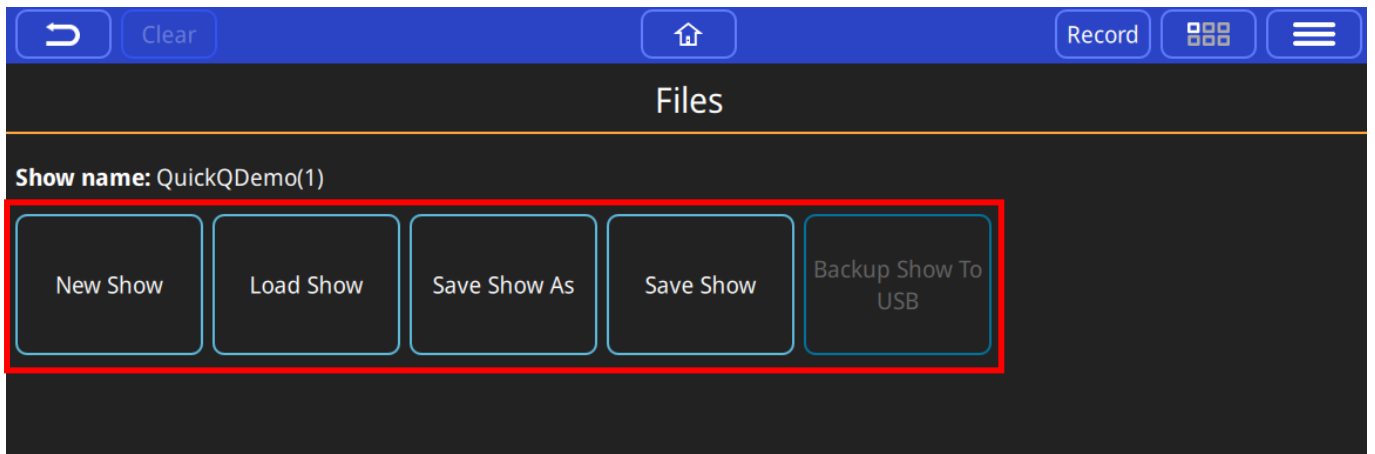 Clear
Record
Files
Show name: QuickQDemo(1)
New Show
Load Show
Save Show As
Save Show
Backup Show To
USB